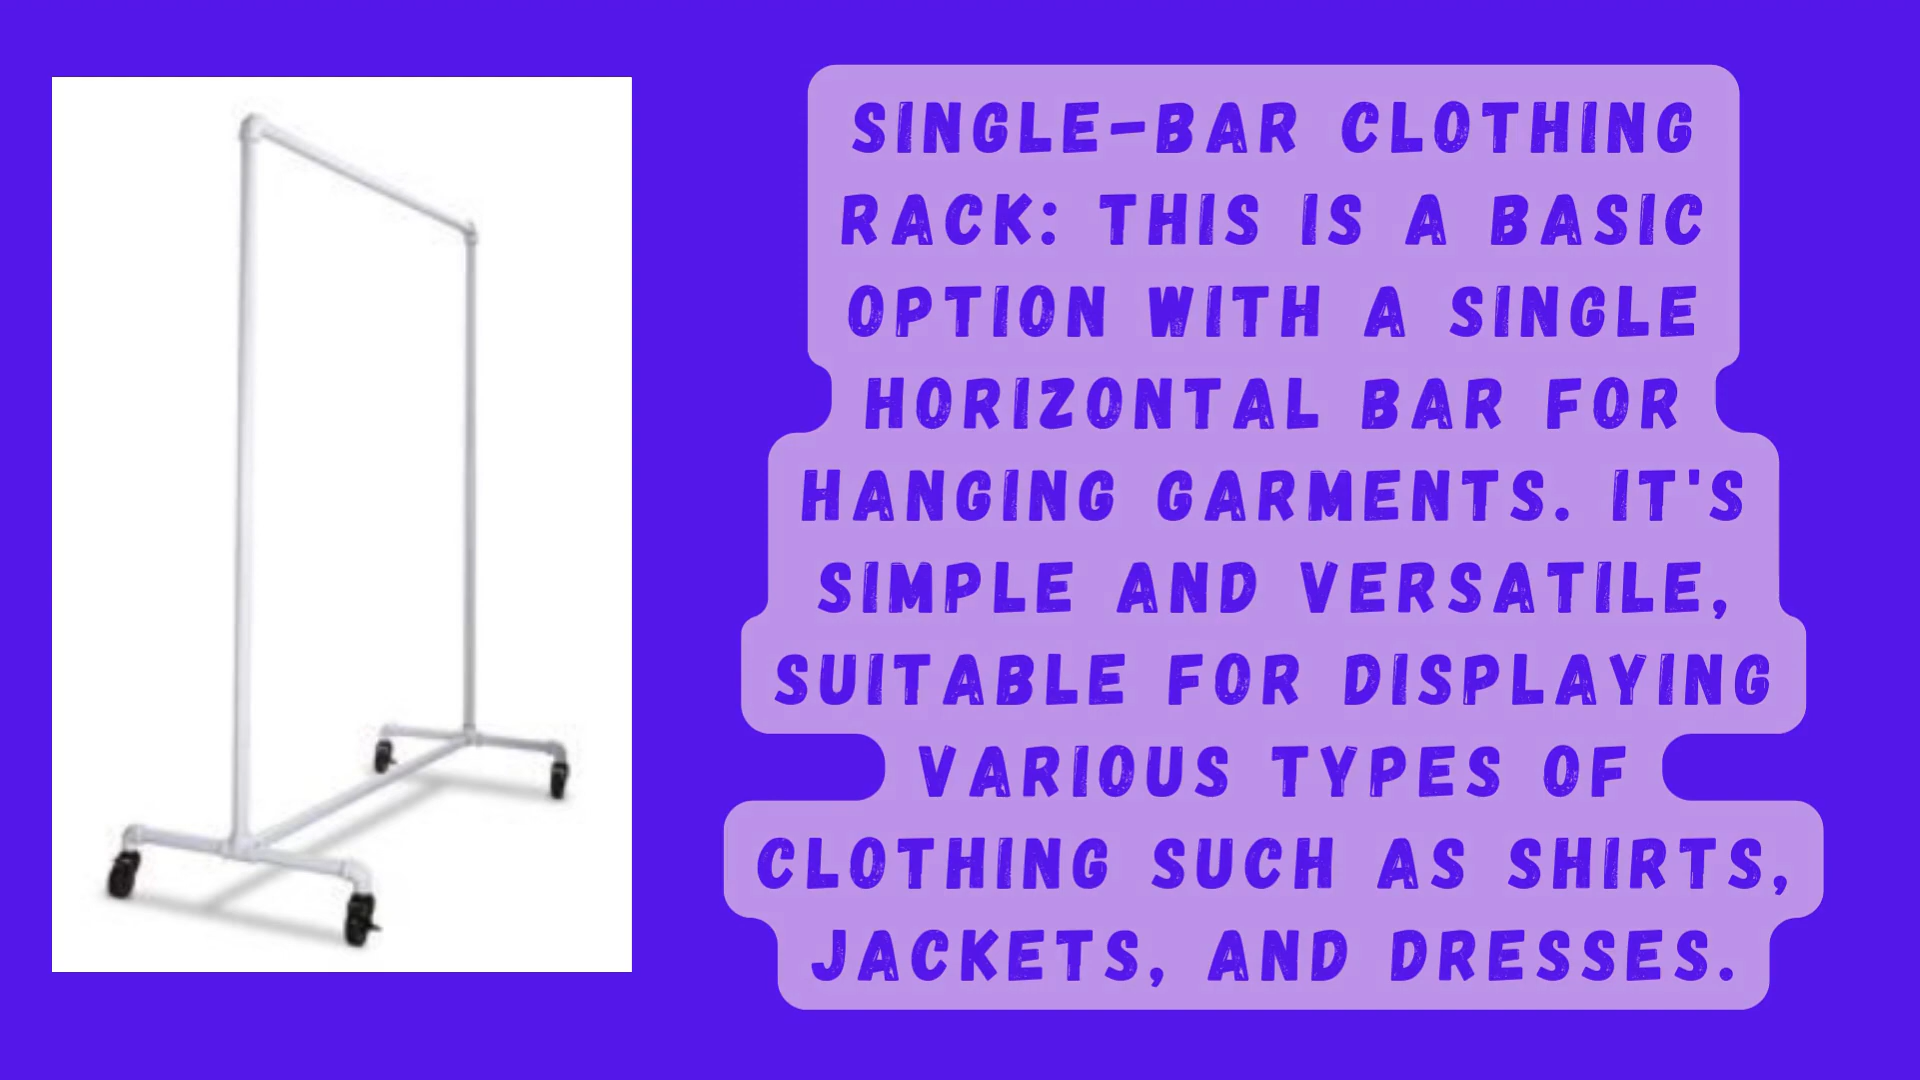 SINGLE-BAR CLOTHING
RACK: THIS IS A BASIC
OPTION WITH A SINGLE
HORIZONTAL BAR FOR
HANGING GARMENTS. IT'S
SIMPLE AND VERSATILE,
SUITABLE FOR DISPLAYING
VARIOUS TYPES OF
CLOTHING SUCH AS SHIRTS,
JACKETS, AND DRESSES.